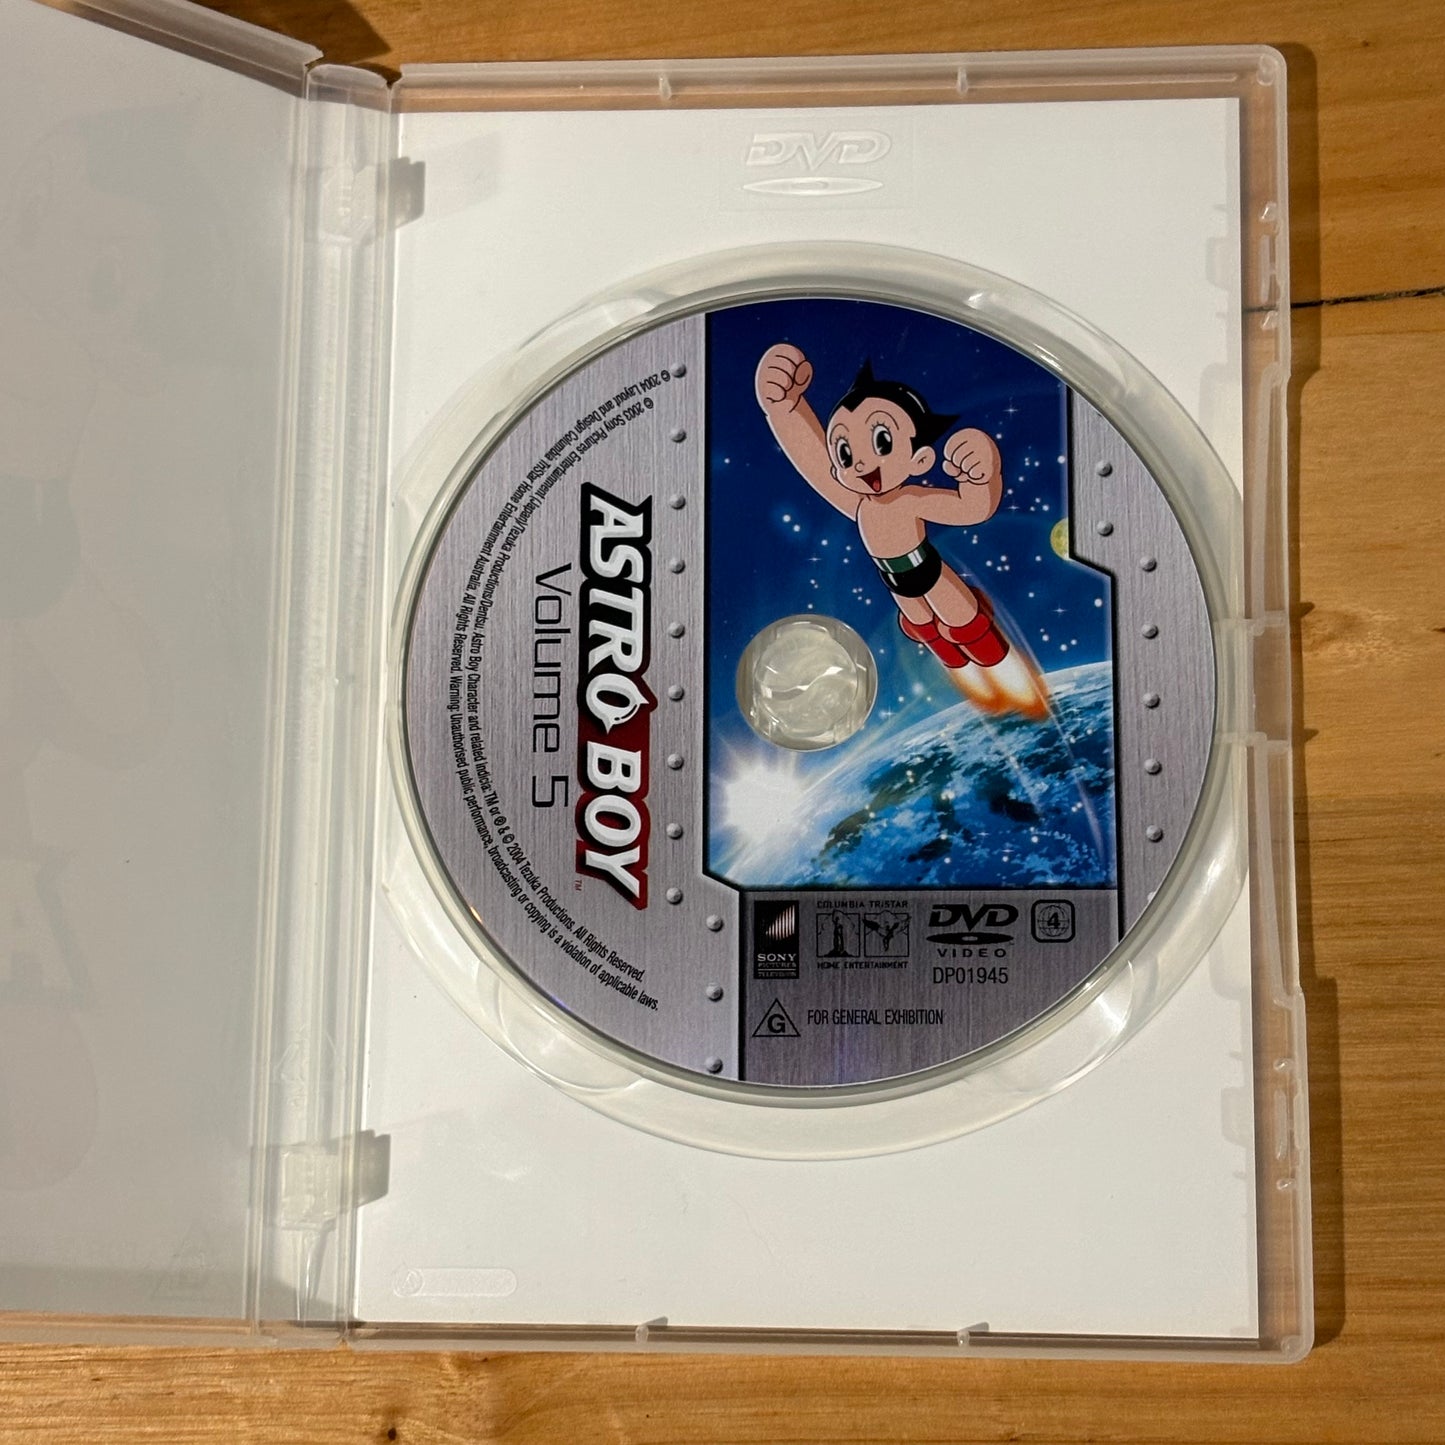 DVD
ASTRO BOY™
Volume 5
© 2003 Sony Pictures Entertainment (Japan)/Tezuka Productions/Dentsu. Astro Boy Character and related indicia: TM or ® & © 2004 Tezuka Productions. All Rights Reserved.
© 2004 Layout and Design Columbia TriStar Home Entertainment Australia. All Rights Reserved. Warning: Unauthorised public performance, broadcasting or copying is a violation of applicable laws.
SONY
PICTURES
TELEVISION
COLUMBIA TRISTAR
HOME ENTERTAINMENT
DVD
VIDEO
4
DP01945
G FOR GENERAL EXHIBITION